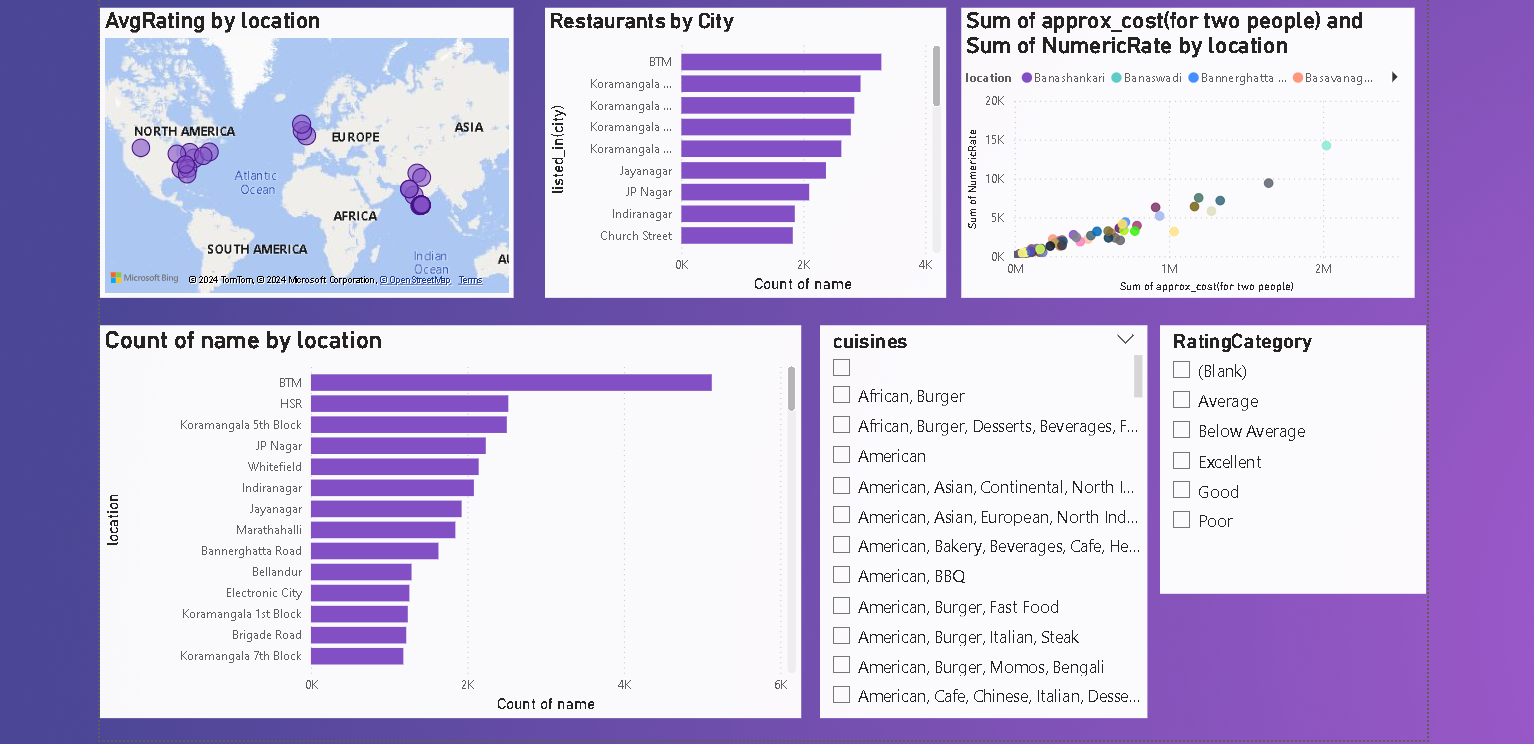 AvgRating by location
NORTH AMERICA
EUROPE
ASIA
Atlantic
Ocean
AFRICA
SOUTH AMERICA
Indian
Ocean
AU
Microsoft Bing
© 2024 TomTom, © 2024 Microsoft Corporation, © OpenStreetMap Terms
Restaurants by City
listed_in(city)
BTM
Koramangala ...
Koramangala ...
Koramangala ...
Koramangala ...
Jayanagar
JP Nagar
Indiranagar
Church Street
0K 2K 4K
Count of name
Sum of approx_cost(for two people) and
Sum of NumericRate by location
location Banashankari Banaswadi Bannerghatta ... Basavanag...
Sum of NumericRate
20K
15K
10K
5K
0K
0M 1M 2M
Sum of approx_cost(for two people)
Count of name by location
location
BTM
HSR
Koramangala 5th Block
JP Nagar
Whitefield
Indiranagar
Jayanagar
Marathahalli
Bannerghatta Road
Bellandur
Electronic City
Koramangala 1st Block
Brigade Road
Koramangala 7th Block
0K 2K 4K 6K
Count of name
cuisines
African, Burger
African, Burger, Desserts, Beverages, F...
American
American, Asian, Continental, North I...
American, Asian, European, North Ind...
American, Bakery, Beverages, Cafe, He...
American, BBQ
American, Burger, Fast Food
American, Burger, Italian, Steak
American, Burger, Momos, Bengali
American, Cafe, Chinese, Italian, Desse...
RatingCategory
(Blank)
Average
Below Average
Excellent
Good
Poor